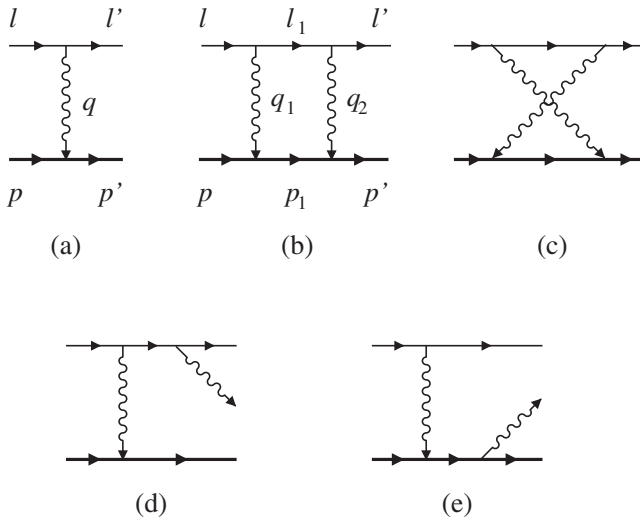 l l' l l₁ l'
q q₁ q₂
p p' p p₁ p'
(a) (b) (c)
(d) (e)